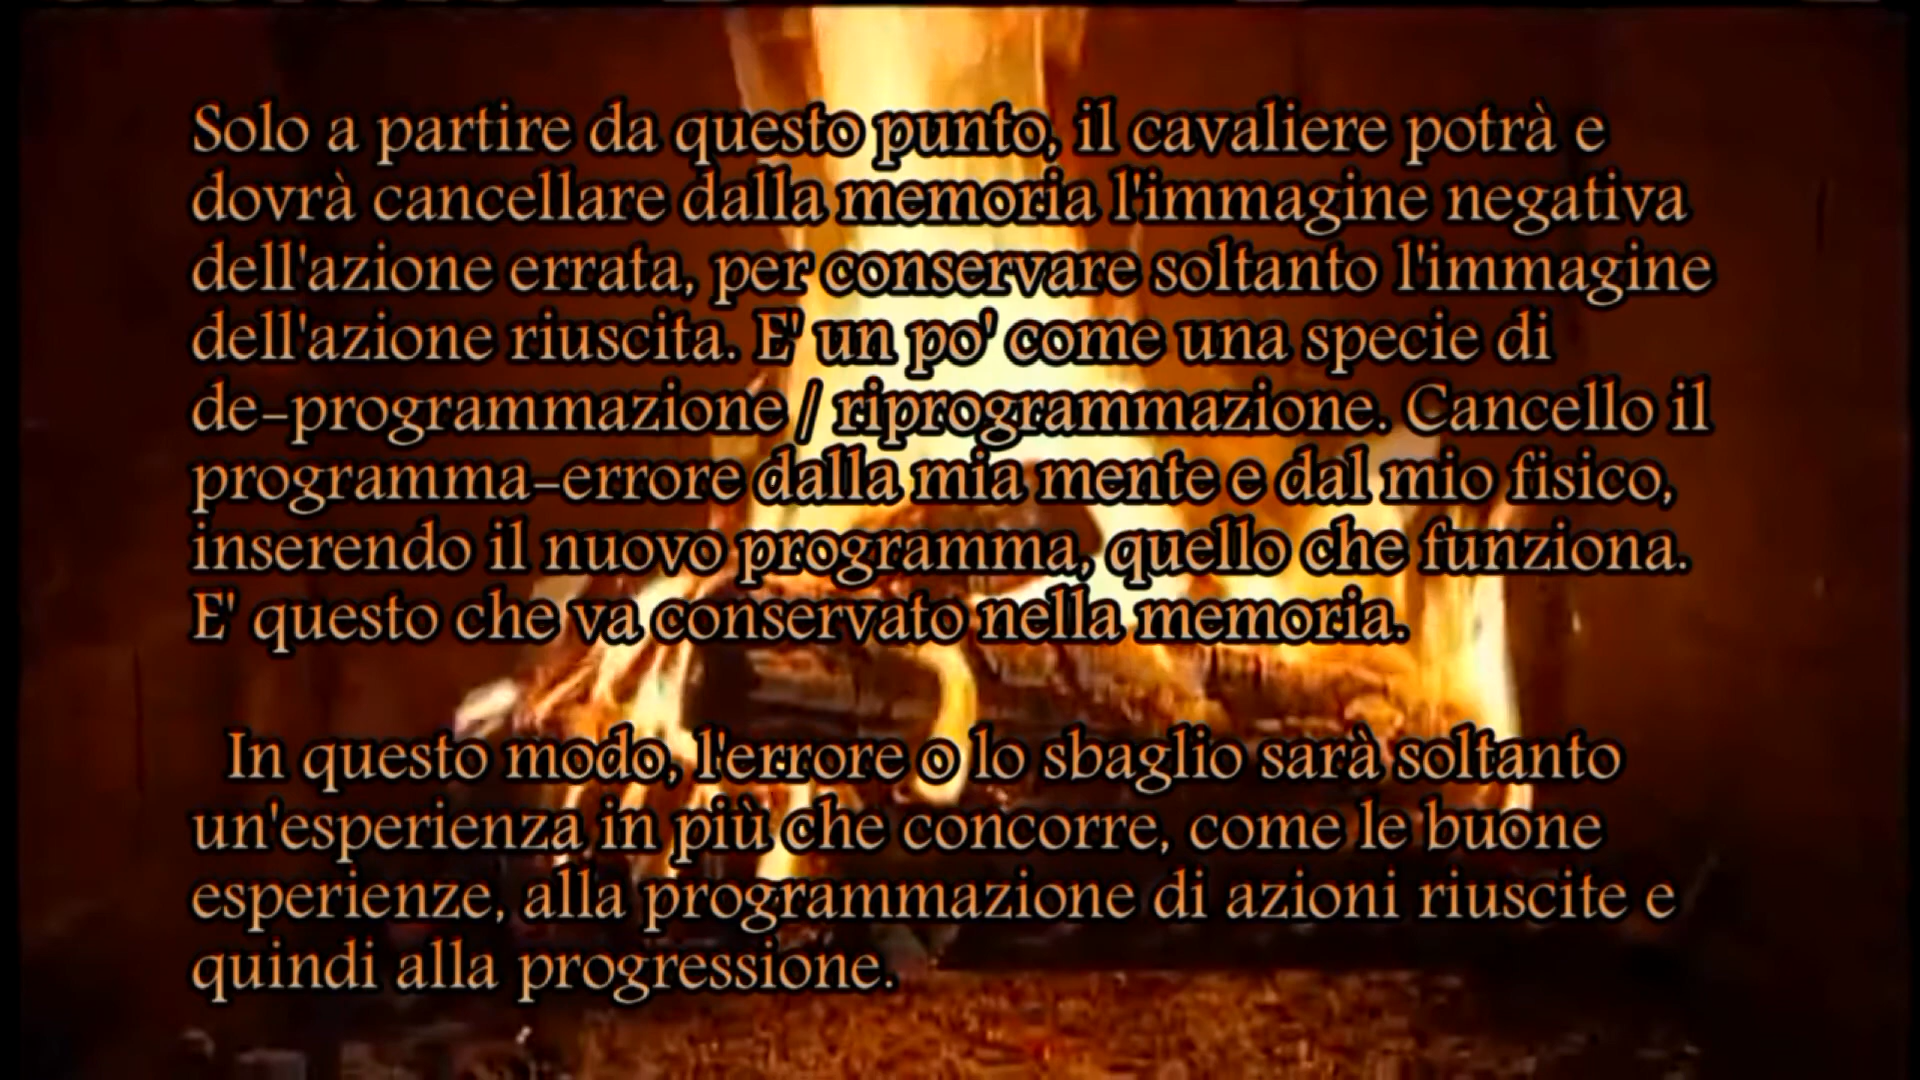 Solo a partire da questo punto, il cavaliere potrà e
dovrà cancellare dalla memoria l'immagine negativa
dell'azione errata, per conservare soltanto l'immagine
dell'azione riuscita. E' un po' come una specie di
de-programmazione / riprogrammazione. Cancello il
programma-errore dalla mia mente e dal mio fisico,
inserendo il nuovo programma, quello che funziona.
E' questo che va conservato nella memoria.
In questo modo, l'errore o lo sbaglio sarà soltanto
un'esperienza in più che concorre, come le buone
esperienze, alla programmazione di azioni riuscite e
quindi alla progressione.